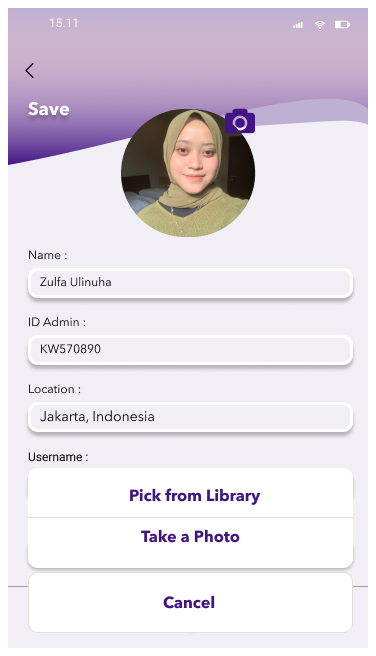 15.11
Save
Name :
Zulfa Ulinuha
ID Admin :
KW570890
Location :
Jakarta, Indonesia
Username :
Pick from Library
Take a Photo
Cancel